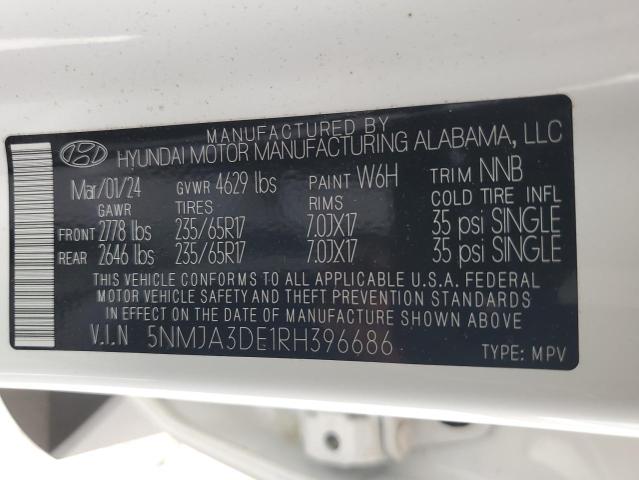 MANUFACTURED BY
HYUNDAI MOTOR MANUFACTURING ALABAMA, LLC
Mar/01/24 GVWR 4629 lbs PAINT W6H TRIM NNB
GAWR TIRES RIMS COLD TIRE INFL
FRONT 2778 lbs 235/65R17 7.0JX17 35 psi SINGLE
REAR 2646 lbs 235/65R17 7.0JX17 35 psi SINGLE
THIS VEHICLE CONFORMS TO ALL APPLICABLE U.S.A. FEDERAL
MOTOR VEHICLE SAFETY AND THEFT PREVENTION STANDARDS
IN EFFECT ON THE DATE OF MANUFACTURE SHOWN ABOVE.
V.I.N 5NMJA3DE1RH396686 TYPE: MPV